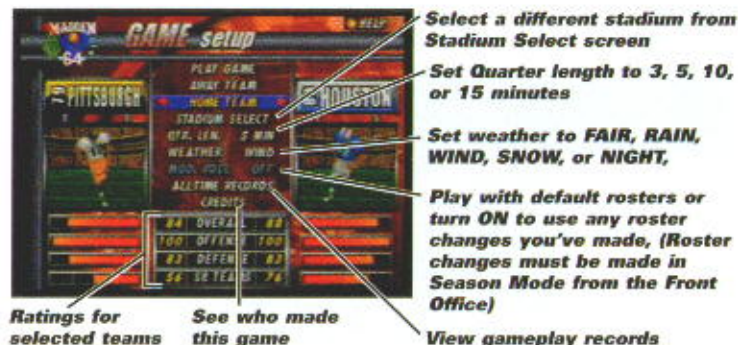 MADDEN
64
GAME setup
HELP
PLAY GAME
AWAY TEAM
HOME TEAM
STADIUM SELECT
QTR. LEN. 5 MIN
WEATHER WIND
OFF
ALLTIME RECORDS
CREDITS
PITTSBURGH
HOUSTON
84 OVERALL 88
100 OFFENSE 100
83 DEFENSE 83
56 SP. TEAMS 76
Select a different stadium from
Stadium Select screen
Set Quarter length to 3, 5, 10,
or 15 minutes
Set weather to FAIR, RAIN,
WIND, SNOW, or NIGHT,
Play with default rosters or
turn ON to use any roster
changes you've made, (Roster
changes must be made in
Season Mode from the Front
Office)
View gameplay records
Ratings for
selected teams
See who made
this game